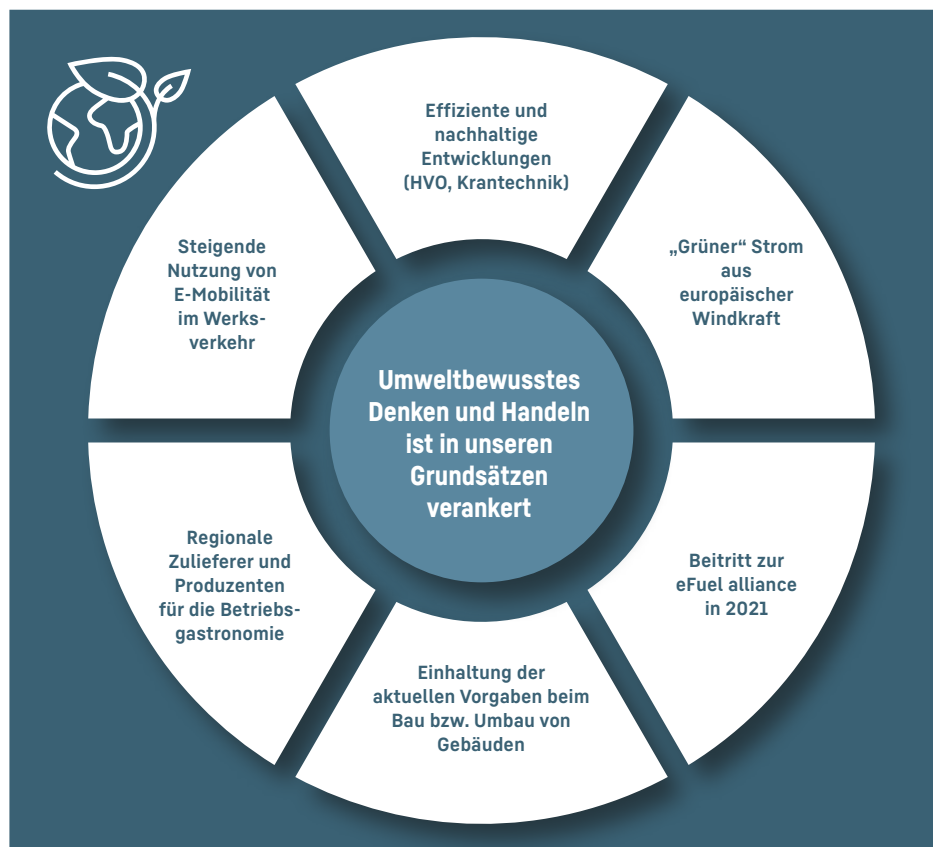 Effiziente und
nachhaltige
Entwicklungen
(HVO, Krantechnik)
„Grüner“ Strom
aus
europäischer
Windkraft
Beitritt zur
eFuel alliance
in 2021
Einhaltung der
aktuellen Vorgaben beim
Bau bzw. Umbau von
Gebäuden
Regionale
Zulieferer und
Produzenten
für die Betriebs-
gastronomie
Steigende
Nutzung von
E-Mobilität
im Werks-
verkehr
Umweltbewusstes
Denken und Handeln
ist in unseren
Grundsätzen
verankert